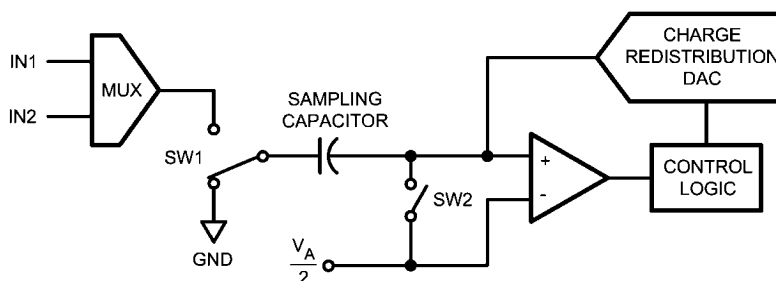 CHARGE
REDISTRIBUTION
DAC
IN1
MUX
IN2
SAMPLING
CAPACITOR
SW1
+
-
CONTROL
LOGIC
SW2
GND
V_A
2